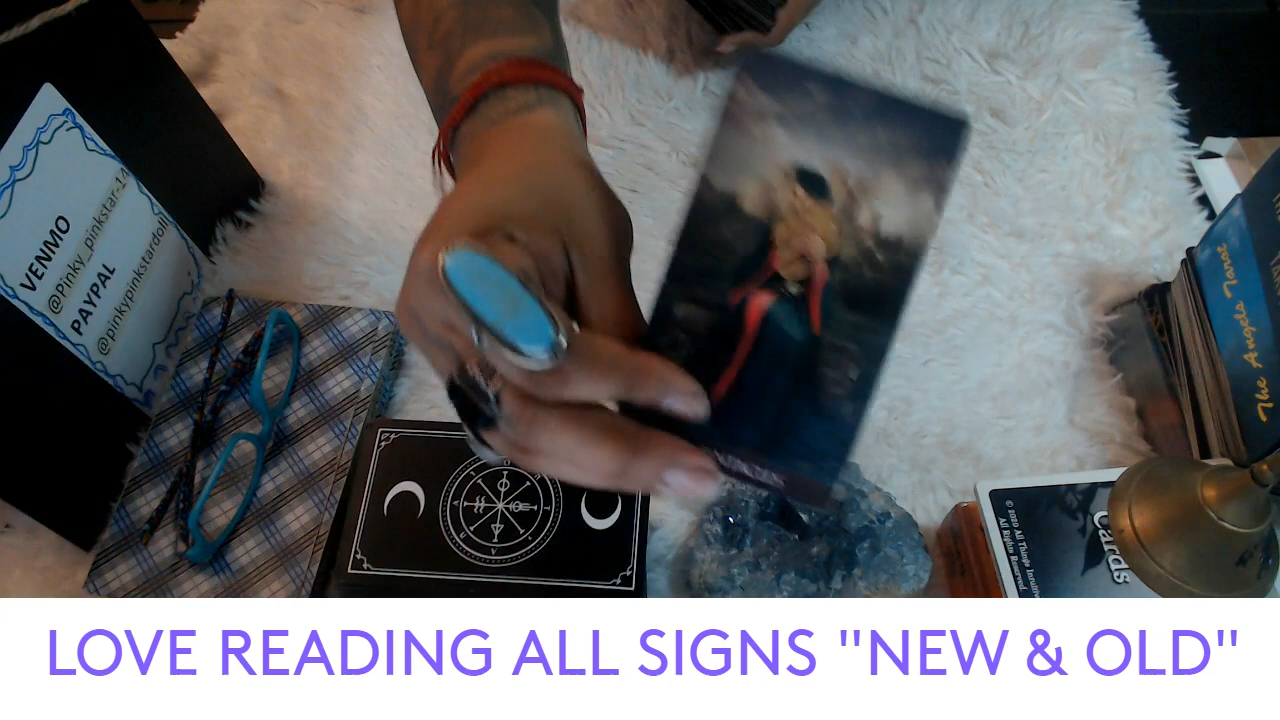 VENMO
@Pinky_pinkstar-14
PAYPAL
@pinkypinkstardoll
The Angels Tarot
© 2020 All Things Intuitive
All Rights Reserved.
Cards
LOVE READING ALL SIGNS "NEW & OLD"